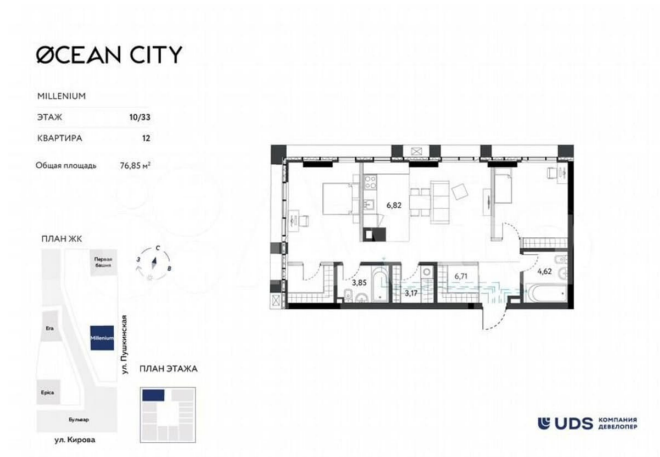 ØCEAN CITY
MILLENIUM
ЭТАЖ 10/33
КВАРТИРА 12
Общая площадь 76,85 м²
ПЛАН ЖК
С
З
В
Millenium
ул. Пушкинская
Бульвар
ул. Кирова
ПЛАН ЭТАЖА
6,82
3,85
3,17
6,71
4,62
UDS КОМПАНИЯ
ДЕВЕЛОПЕР